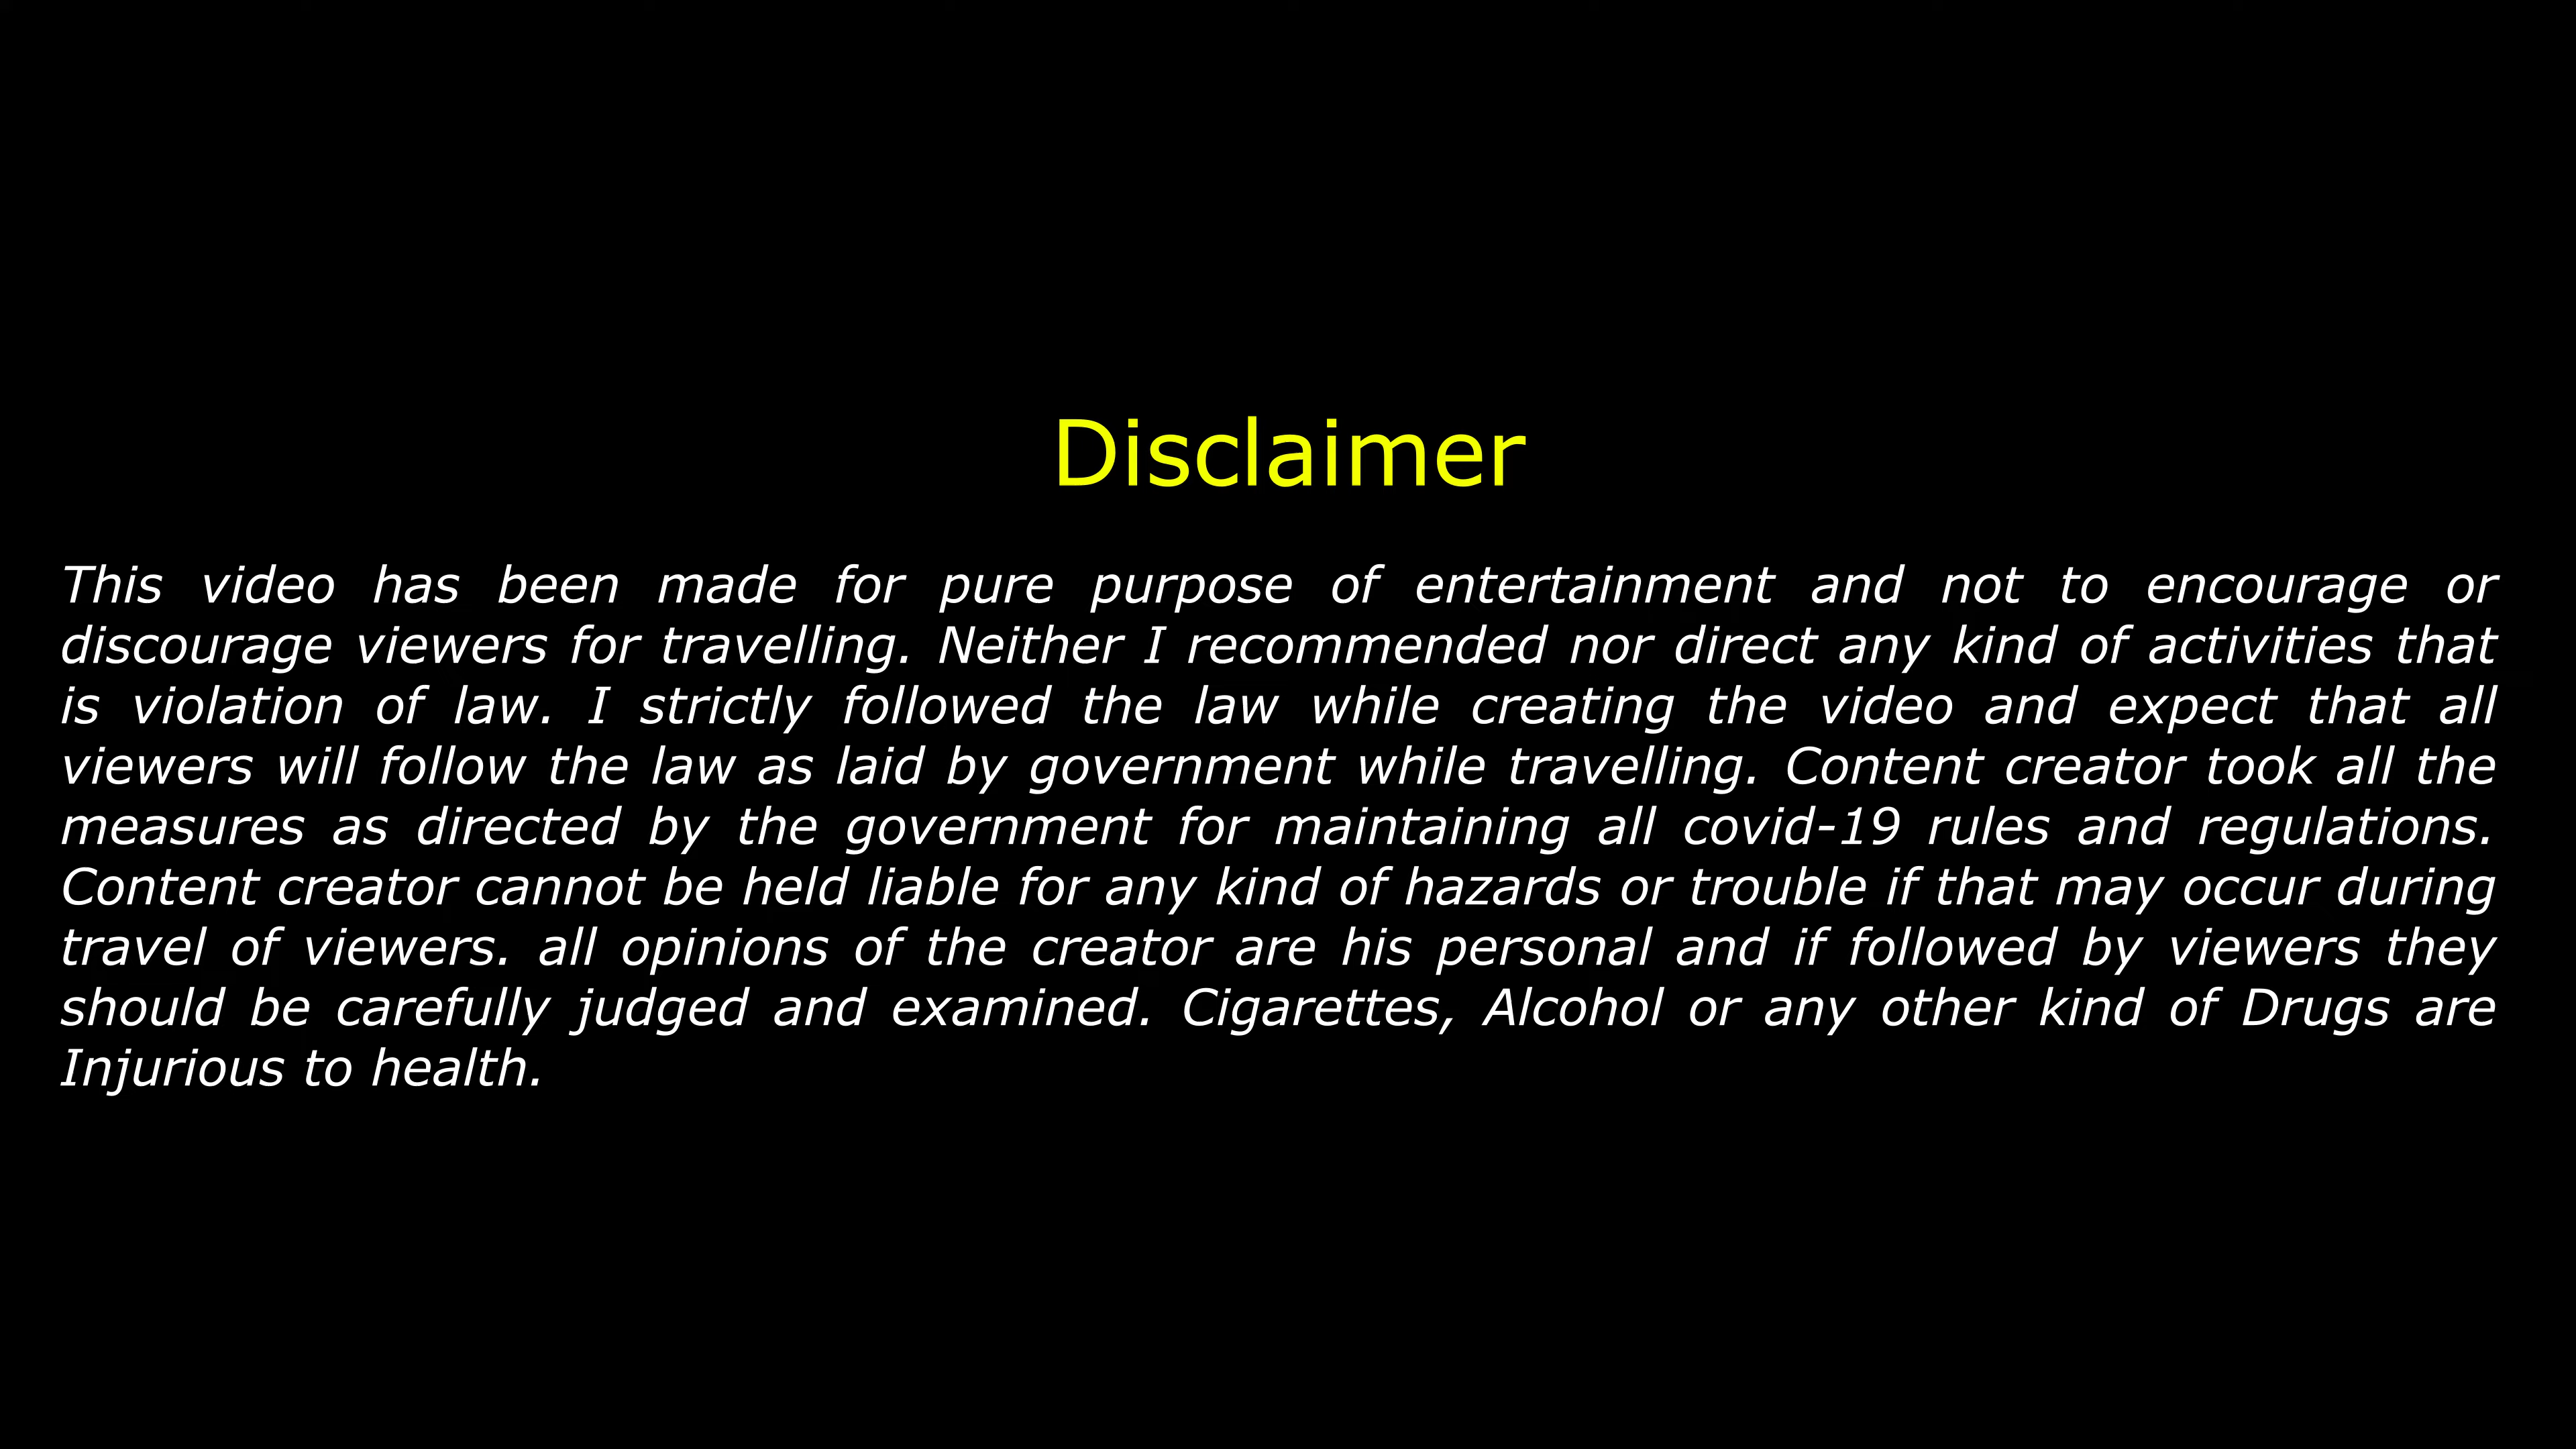 Disclaimer
This video has been made for pure purpose of entertainment and not to encourage or
discourage viewers for travelling. Neither I recommended nor direct any kind of activities that
is violation of law. I strictly followed the law while creating the video and expect that all
viewers will follow the law as laid by government while travelling. Content creator took all the
measures as directed by the government for maintaining all covid-19 rules and regulations.
Content creator cannot be held liable for any kind of hazards or trouble if that may occur during
travel of viewers. all opinions of the creator are his personal and if followed by viewers they
should be carefully judged and examined. Cigarettes, Alcohol or any other kind of Drugs are
Injurious to health.